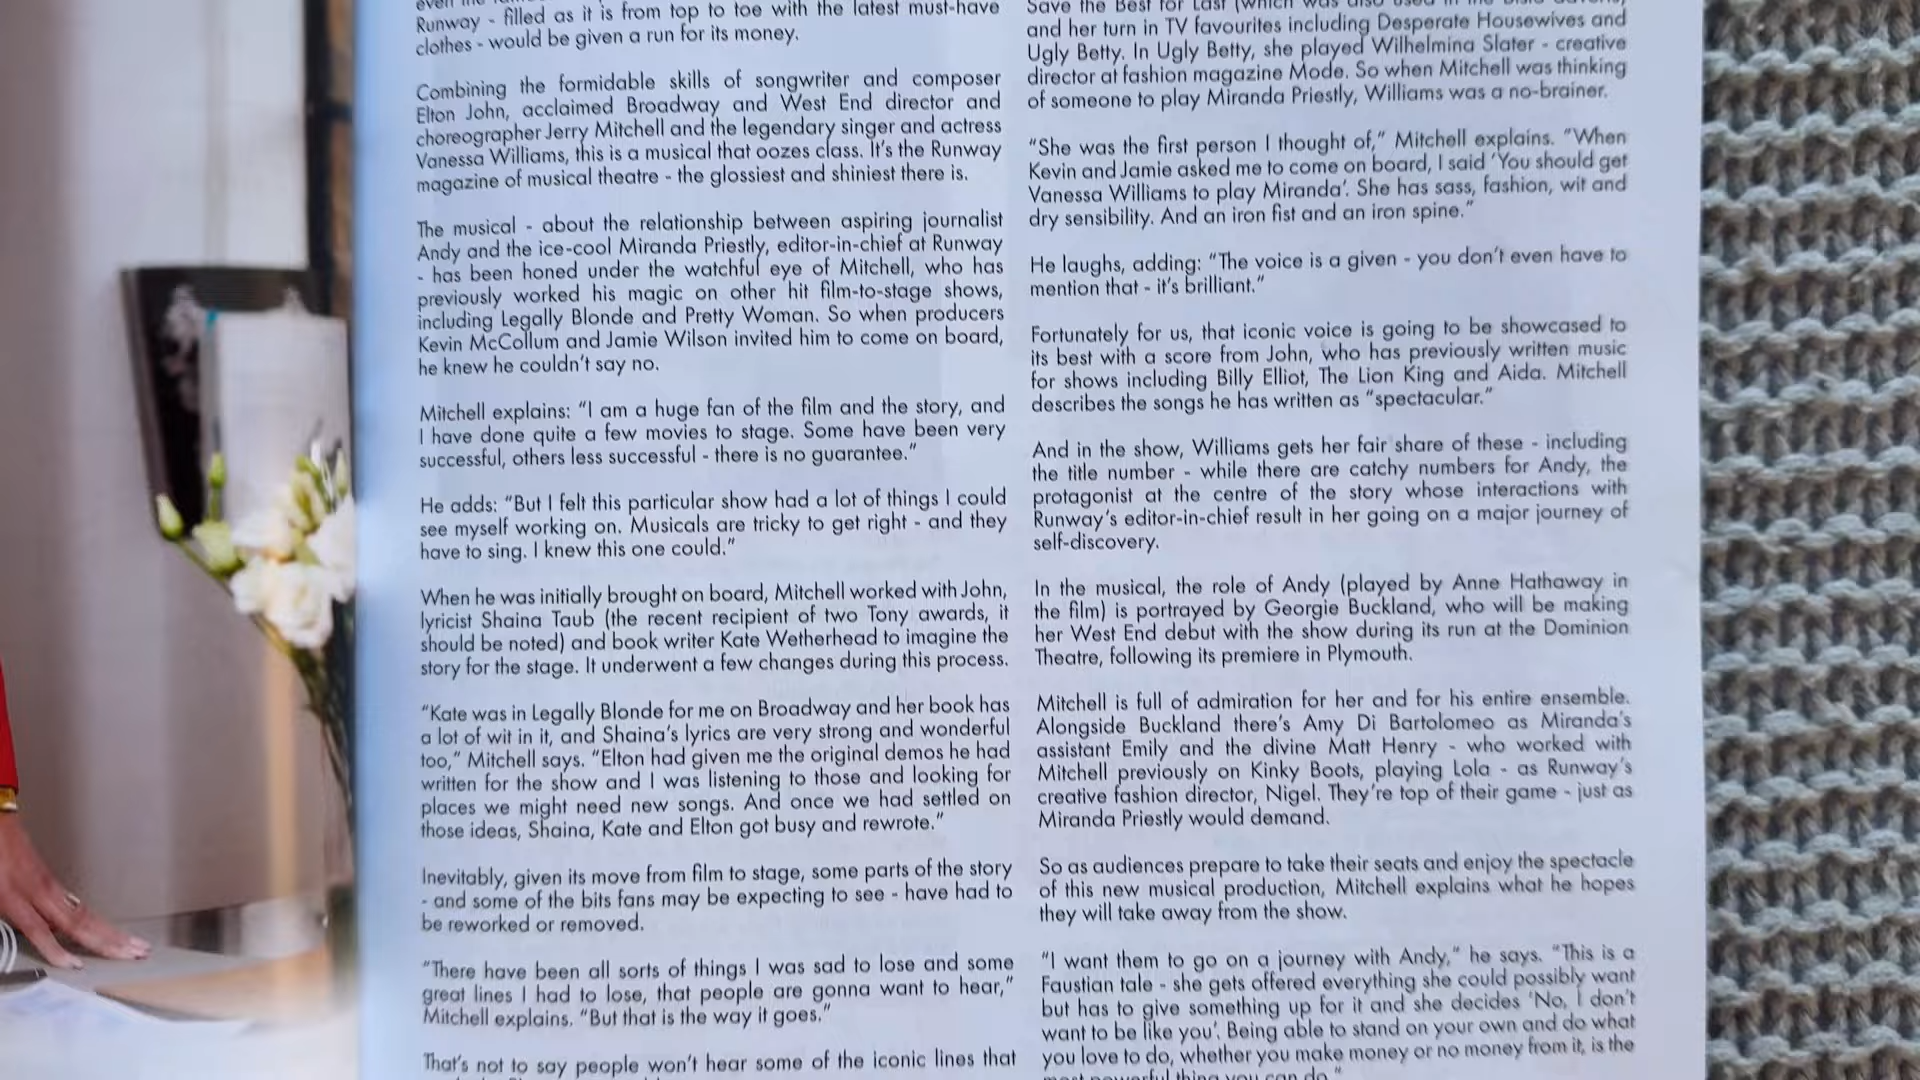 Runway - filled as it is from top to toe with the latest must-have
clothes - would be given a run for its money.
Combining the formidable skills of songwriter and composer
Elton John, acclaimed Broadway and West End director and
choreographer Jerry Mitchell and the legendary singer and actress
Vanessa Williams, this is a musical that oozes class. It's the Runway
magazine of musical theatre - the glossiest and shiniest there is.
The musical - about the relationship between aspiring journalist
Andy and the ice-cool Miranda Priestly, editor-in-chief at Runway
- has been honed under the watchful eye of Mitchell, who has
previously worked his magic on other hit film-to-stage shows,
including Legally Blonde and Pretty Woman. So when producers
Kevin McCollum and Jamie Wilson invited him to come on board,
he knew he couldn't say no.
Mitchell explains: "I am a huge fan of the film and the story, and
I have done quite a few movies to stage. Some have been very
successful, others less successful - there is no guarantee."
He adds: "But I felt this particular show had a lot of things I could
see myself working on. Musicals are tricky to get right - and they
have to sing. I knew this one could."
When he was initially brought on board, Mitchell worked with John,
lyricist Shaina Taub (the recent recipient of two Tony awards, it
should be noted) and book writer Kate Wetherhead to imagine the
story for the stage. It underwent a few changes during this process.
"Kate was in Legally Blonde for me on Broadway and her book has
a lot of wit in it, and Shaina's lyrics are very strong and wonderful
too," Mitchell says. "Elton had given me the original demos he had
written for the show and I was listening to those and looking for
places we might need new songs. And once we had settled on
those ideas, Shaina, Kate and Elton got busy and rewrote."
Inevitably, given its move from film to stage, some parts of the story
- and some of the bits fans may be expecting to see - have had to
be reworked or removed.
"There have been all sorts of things I was sad to lose and some
great lines I had to lose, that people are gonna want to hear,"
Mitchell explains. "But that is the way it goes."
That's not to say people won't hear some of the iconic lines that
Save the Best for Last (which was also used in the
and her turn in TV favourites including Desperate Housewives and
Ugly Betty. In Ugly Betty, she played Wilhelmina Slater - creative
director at fashion magazine Mode. So when Mitchell was thinking
of someone to play Miranda Priestly, Williams was a no-brainer.
"She was the first person I thought of," Mitchell explains. "When
Kevin and Jamie asked me to come on board, I said 'You should get
Vanessa Williams to play Miranda'. She has sass, fashion, wit and
dry sensibility. And an iron fist and an iron spine."
He laughs, adding: "The voice is a given - you don't even have to
mention that - it's brilliant."
Fortunately for us, that iconic voice is going to be showcased to
its best with a score from John, who has previously written music
for shows including Billy Elliot, The Lion King and Aida. Mitchell
describes the songs he has written as "spectacular."
And in the show, Williams gets her fair share of these - including
the title number - while there are catchy numbers for Andy, the
protagonist at the centre of the story whose interactions with
Runway's editor-in-chief result in her going on a major journey of
self-discovery.
In the musical, the role of Andy (played by Anne Hathaway in
the film) is portrayed by Georgie Buckland, who will be making
her West End debut with the show during its run at the Dominion
Theatre, following its premiere in Plymouth.
Mitchell is full of admiration for her and for his entire ensemble.
Alongside Buckland there's Amy Di Bartolomeo as Miranda's
assistant Emily and the divine Matt Henry - who worked with
Mitchell previously on Kinky Boots, playing Lola - as Runway's
creative fashion director, Nigel. They're top of their game - just as
Miranda Priestly would demand.
So as audiences prepare to take their seats and enjoy the spectacle
of this new musical production, Mitchell explains what he hopes
they will take away from the show.
"I want them to go on a journey with Andy," he says. "This is a
Faustian tale - she gets offered everything she could possibly want
but has to give something up for it and she decides 'No, I don't
want to be like you'. Being able to stand on your own and do what
you love to do, whether you make money or no money from it, is the
most powerful thing you can do."